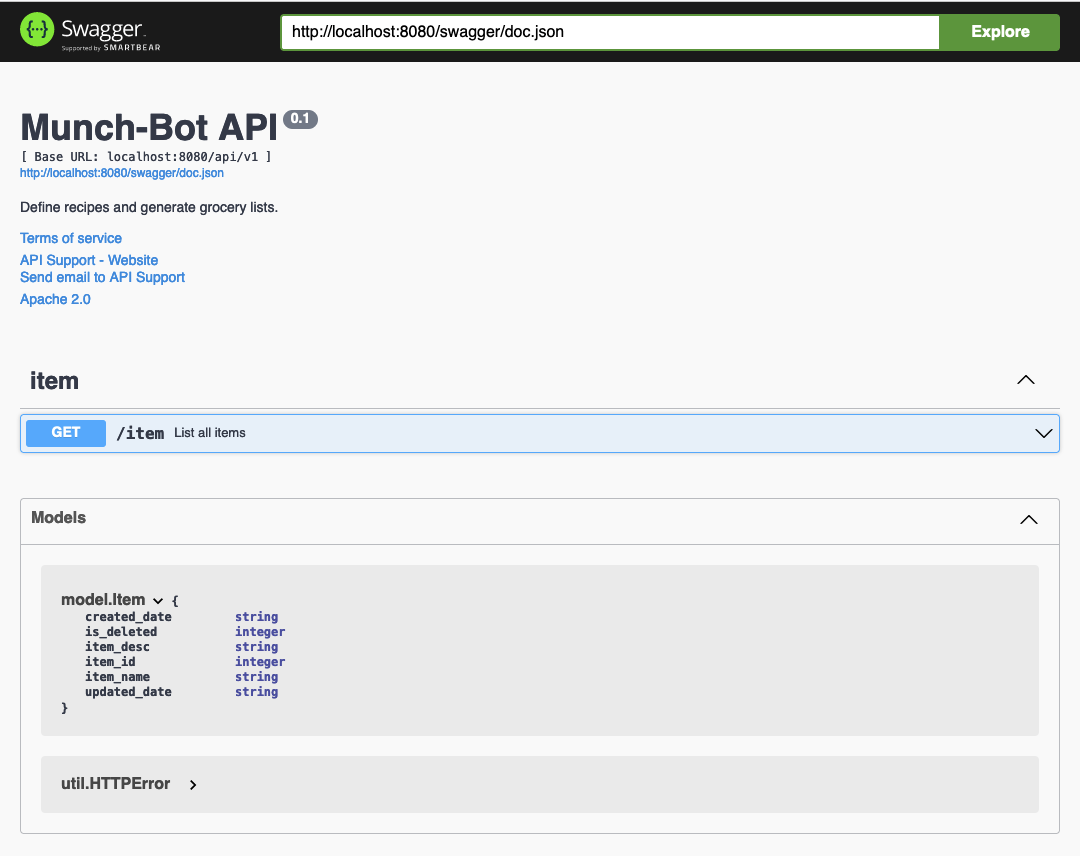 Swagger
Supported by SMARTBEAR
http://localhost:8080/swagger/doc.json
Explore
Munch-Bot API 0.1
[ Base URL: localhost:8080/api/v1 ]
http://localhost:8080/swagger/doc.json
Define recipes and generate grocery lists.
Terms of service
API Support - Website
Send email to API Support
Apache 2.0
item
GET /item List all items
Models
model.Item {
created_date string
is_deleted integer
item_desc string
item_id integer
item_name string
updated_date string
}
util.HTTPError